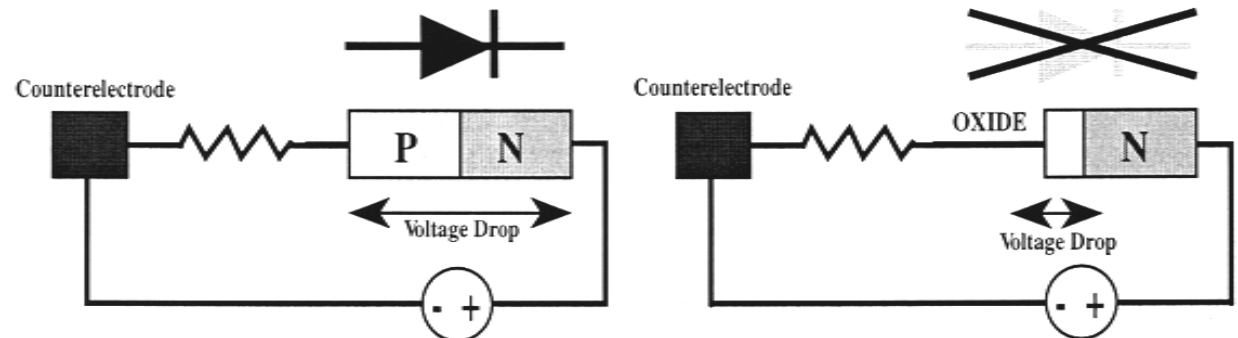 Counterelectrode
P N
Voltage Drop
- +
Counterelectrode
OXIDE
N
Voltage Drop
- +